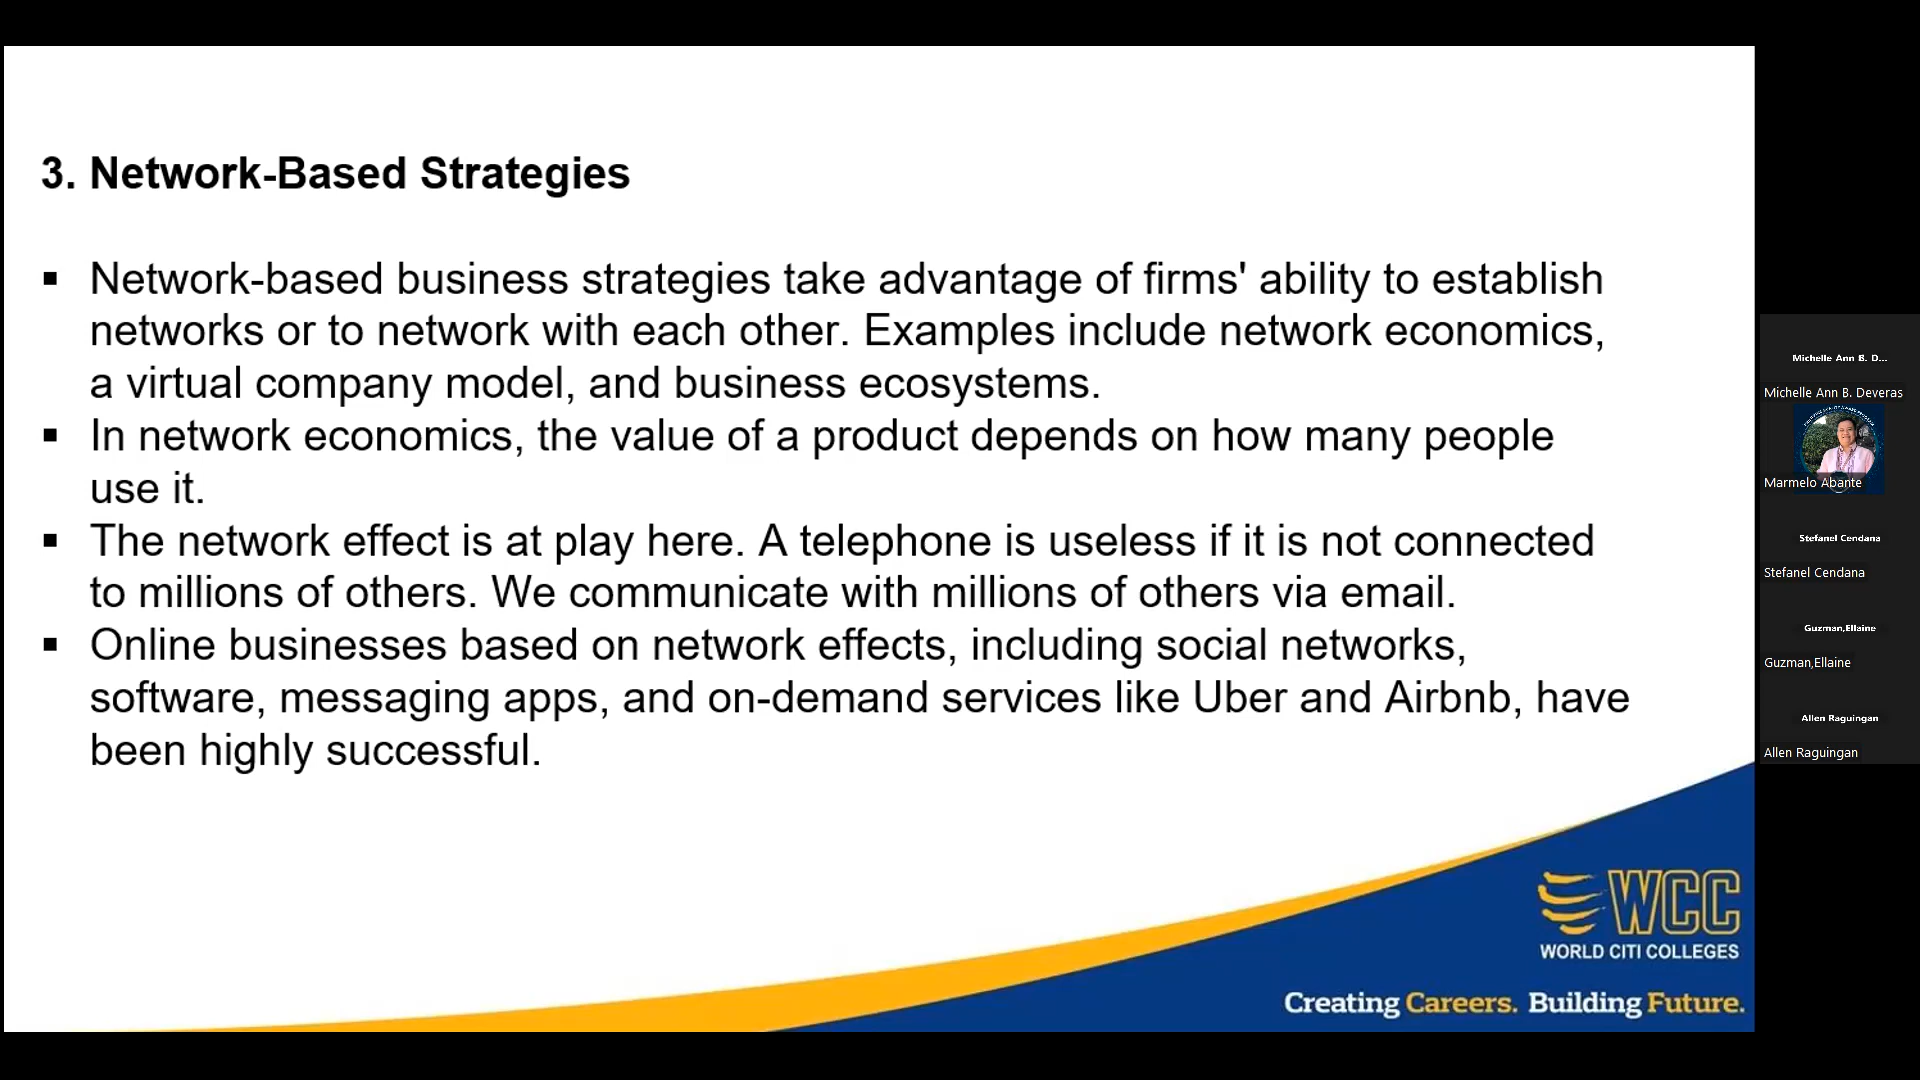 3. Network-Based Strategies
▪ Network-based business strategies take advantage of firms' ability to establish
networks or to network with each other. Examples include network economics,
a virtual company model, and business ecosystems.
▪ In network economics, the value of a product depends on how many people
use it.
▪ The network effect is at play here. A telephone is useless if it is not connected
to millions of others. We communicate with millions of others via email.
▪ Online businesses based on network effects, including social networks,
software, messaging apps, and on-demand services like Uber and Airbnb, have
been highly successful.
WCC
WORLD CITI COLLEGES
Creating Careers. Building Future.
Michelle Ann B. D...
Michelle Ann B. Deveras
Marmelo Abante
Stefanel Cendana
Stefanel Cendana
Guzman,Ellaine
Guzman,Ellaine
Allen Raguingan
Allen Raguingan